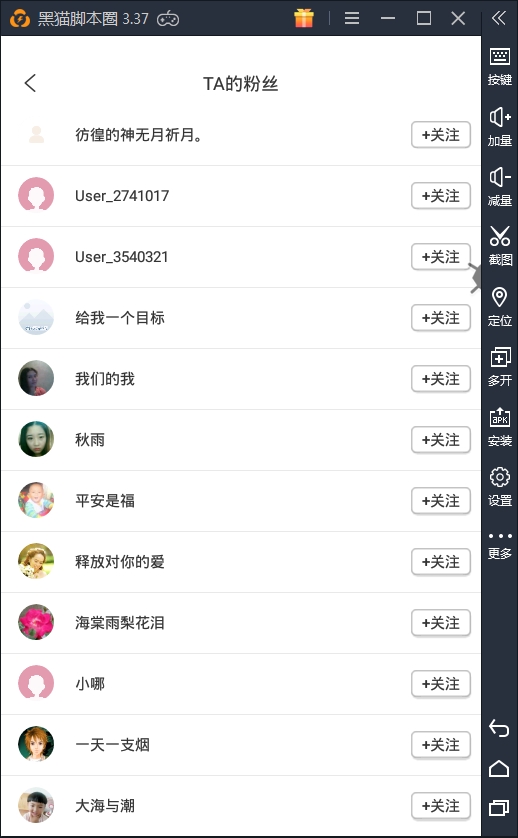 黑猫脚本圈 3.37
TA的粉丝
彷徨的神无月祈月。
+关注
User_2741017
+关注
User_3540321
+关注
给我一个目标
+关注
我们的我
+关注
秋雨
+关注
平安是福
+关注
释放对你的爱
+关注
海棠雨梨花泪
+关注
小哪
+关注
一天一支烟
+关注
大海与潮
+关注
按键
加量
减量
截图
定位
多开
APK
安装
设置
更多